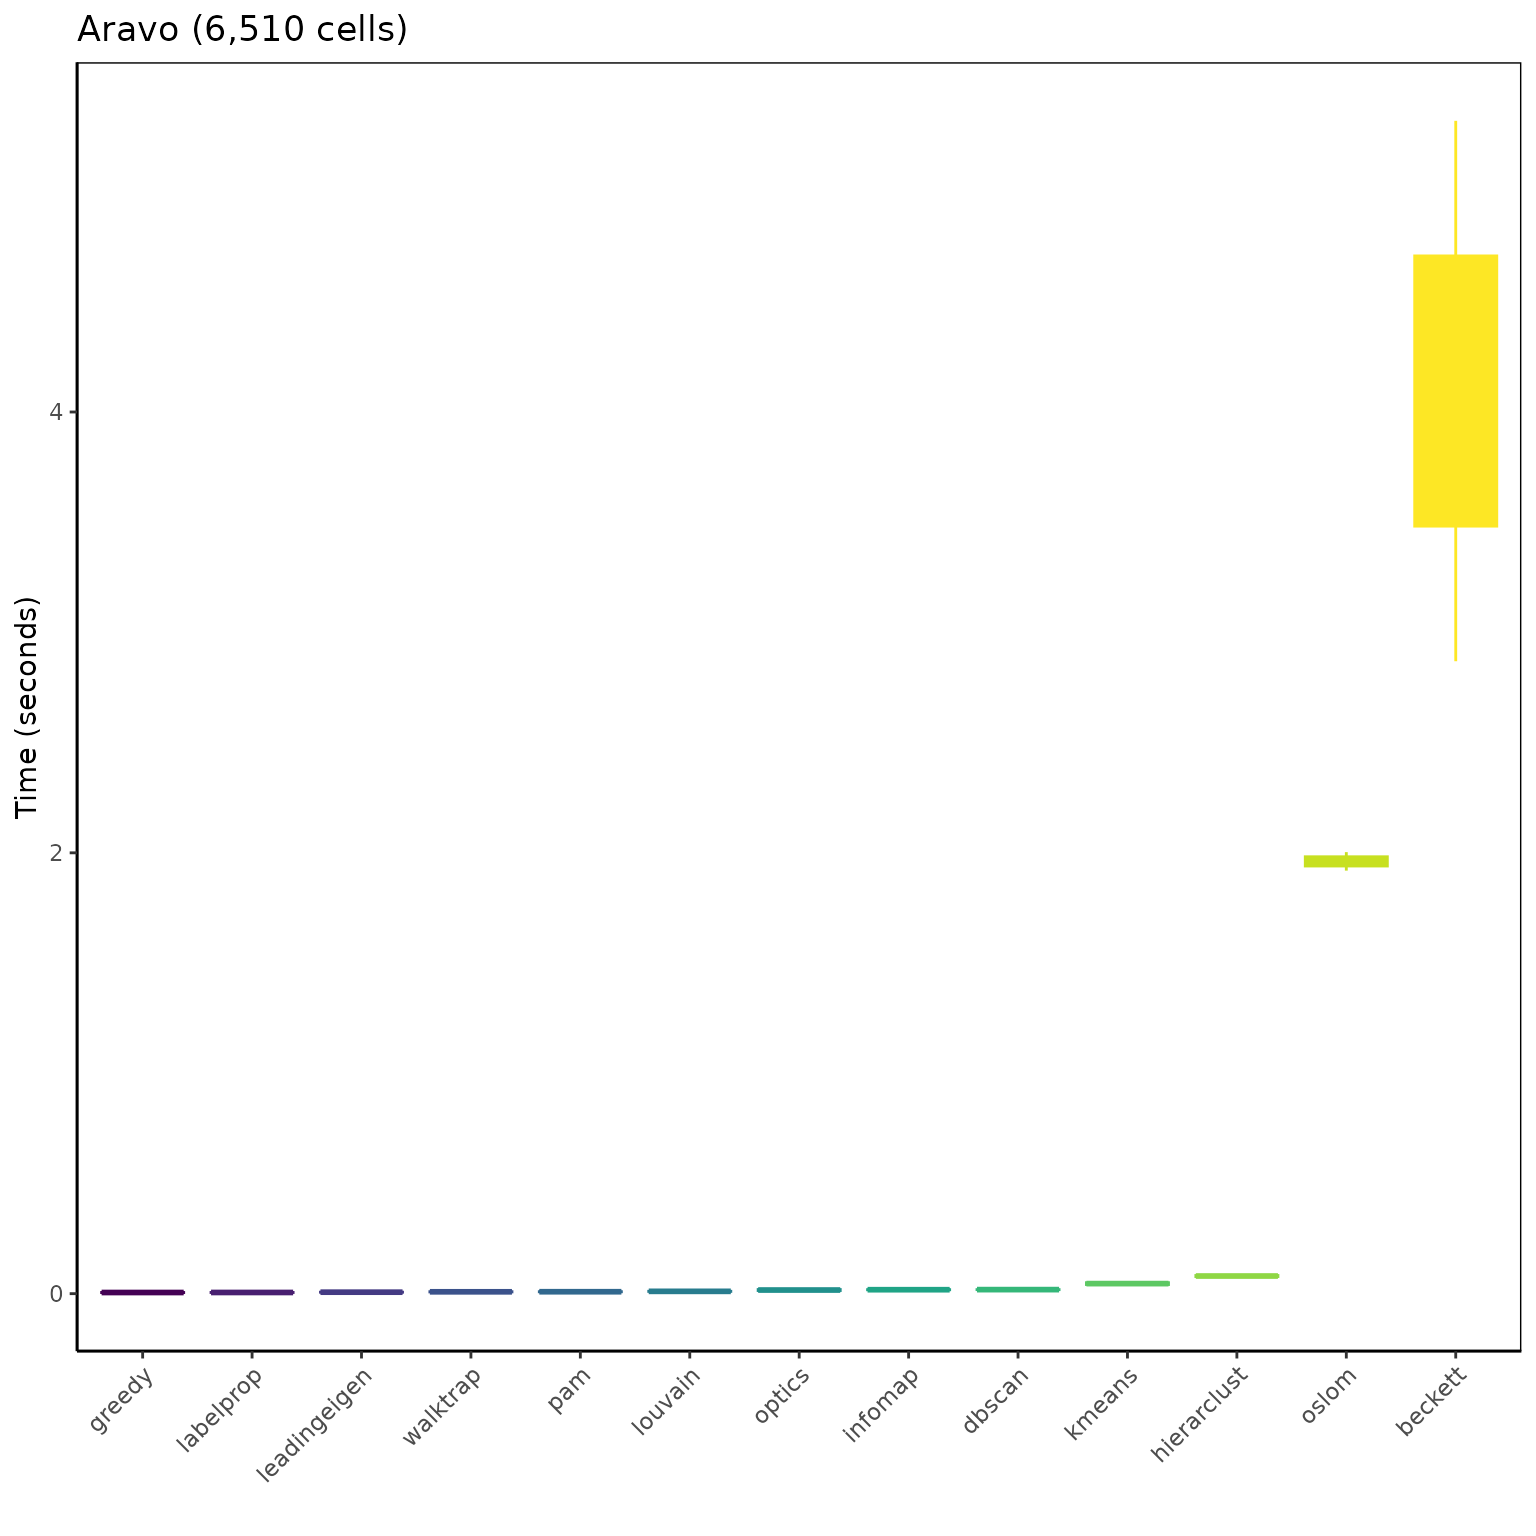 Aravo (6,510 cells)
Time (seconds)
4
2
0
greedy
labelprop
leadingeigen
walktrap
pam
louvain
optics
infomap
dbscan
kmeans
hierarclust
oslom
beckett